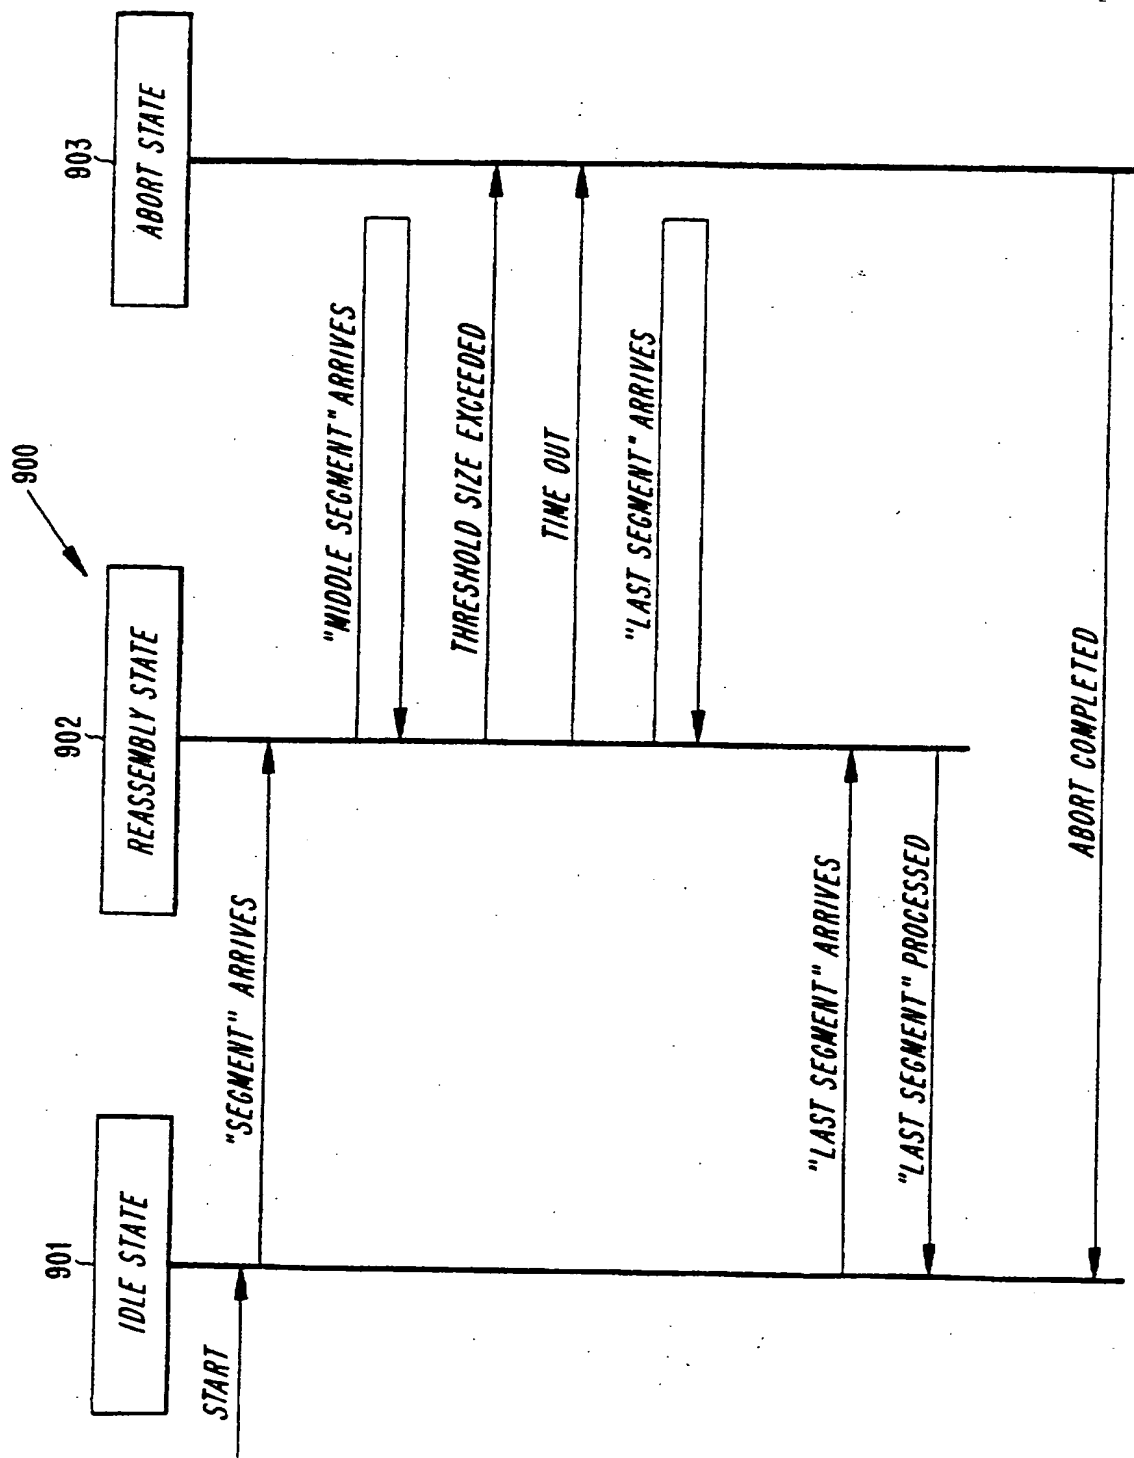 900
901
902
903
IDLE STATE
REASSEMBLY STATE
ABORT STATE
START
"SEGMENT" ARRIVES
"MIDDLE SEGMENT" ARRIVES
THRESHOLD SIZE EXCEEDED
TIME OUT
"LAST SEGMENT" ARRIVES
"LAST SEGMENT" ARRIVES
"LAST SEGMENT" PROCESSED
ABORT COMPLETED